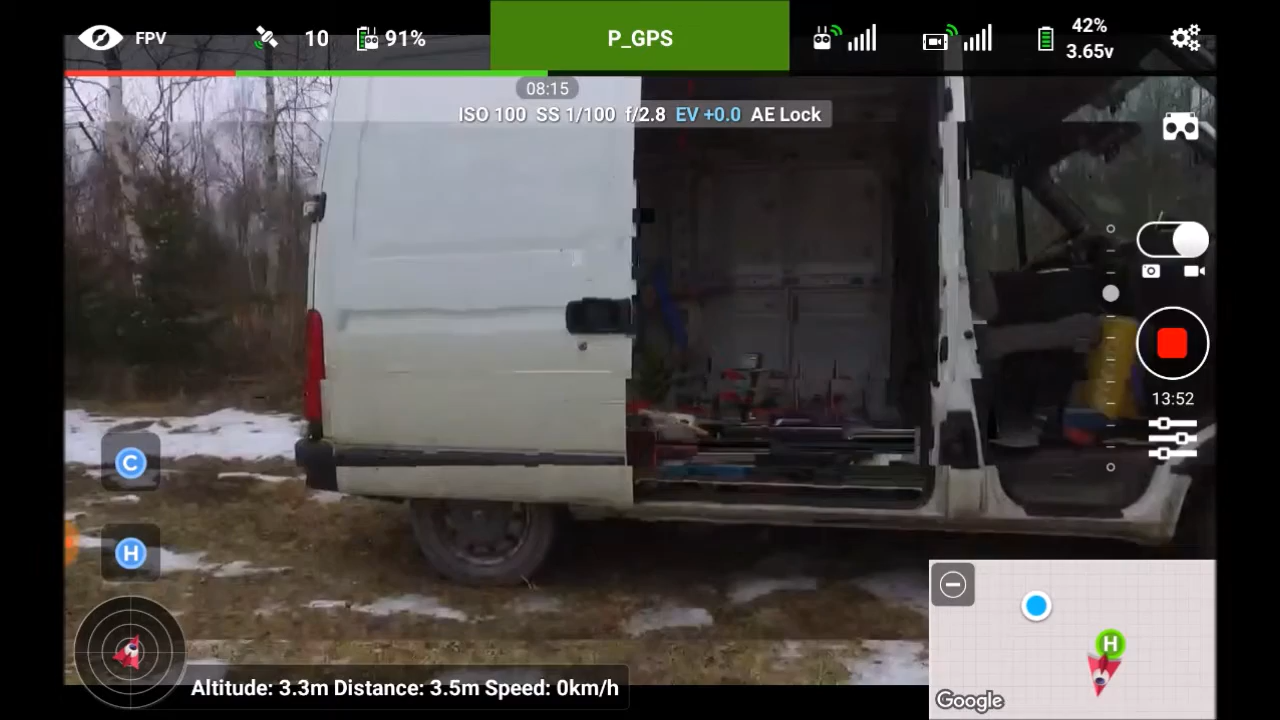 FPV 10 91% P_GPS 42%
3.65v
08:15
ISO 100 SS 1/100 f/2.8 EV +0.0 AE Lock
13:52
C
H
H
Altitude: 3.3m Distance: 3.5m Speed: 0km/h
Google